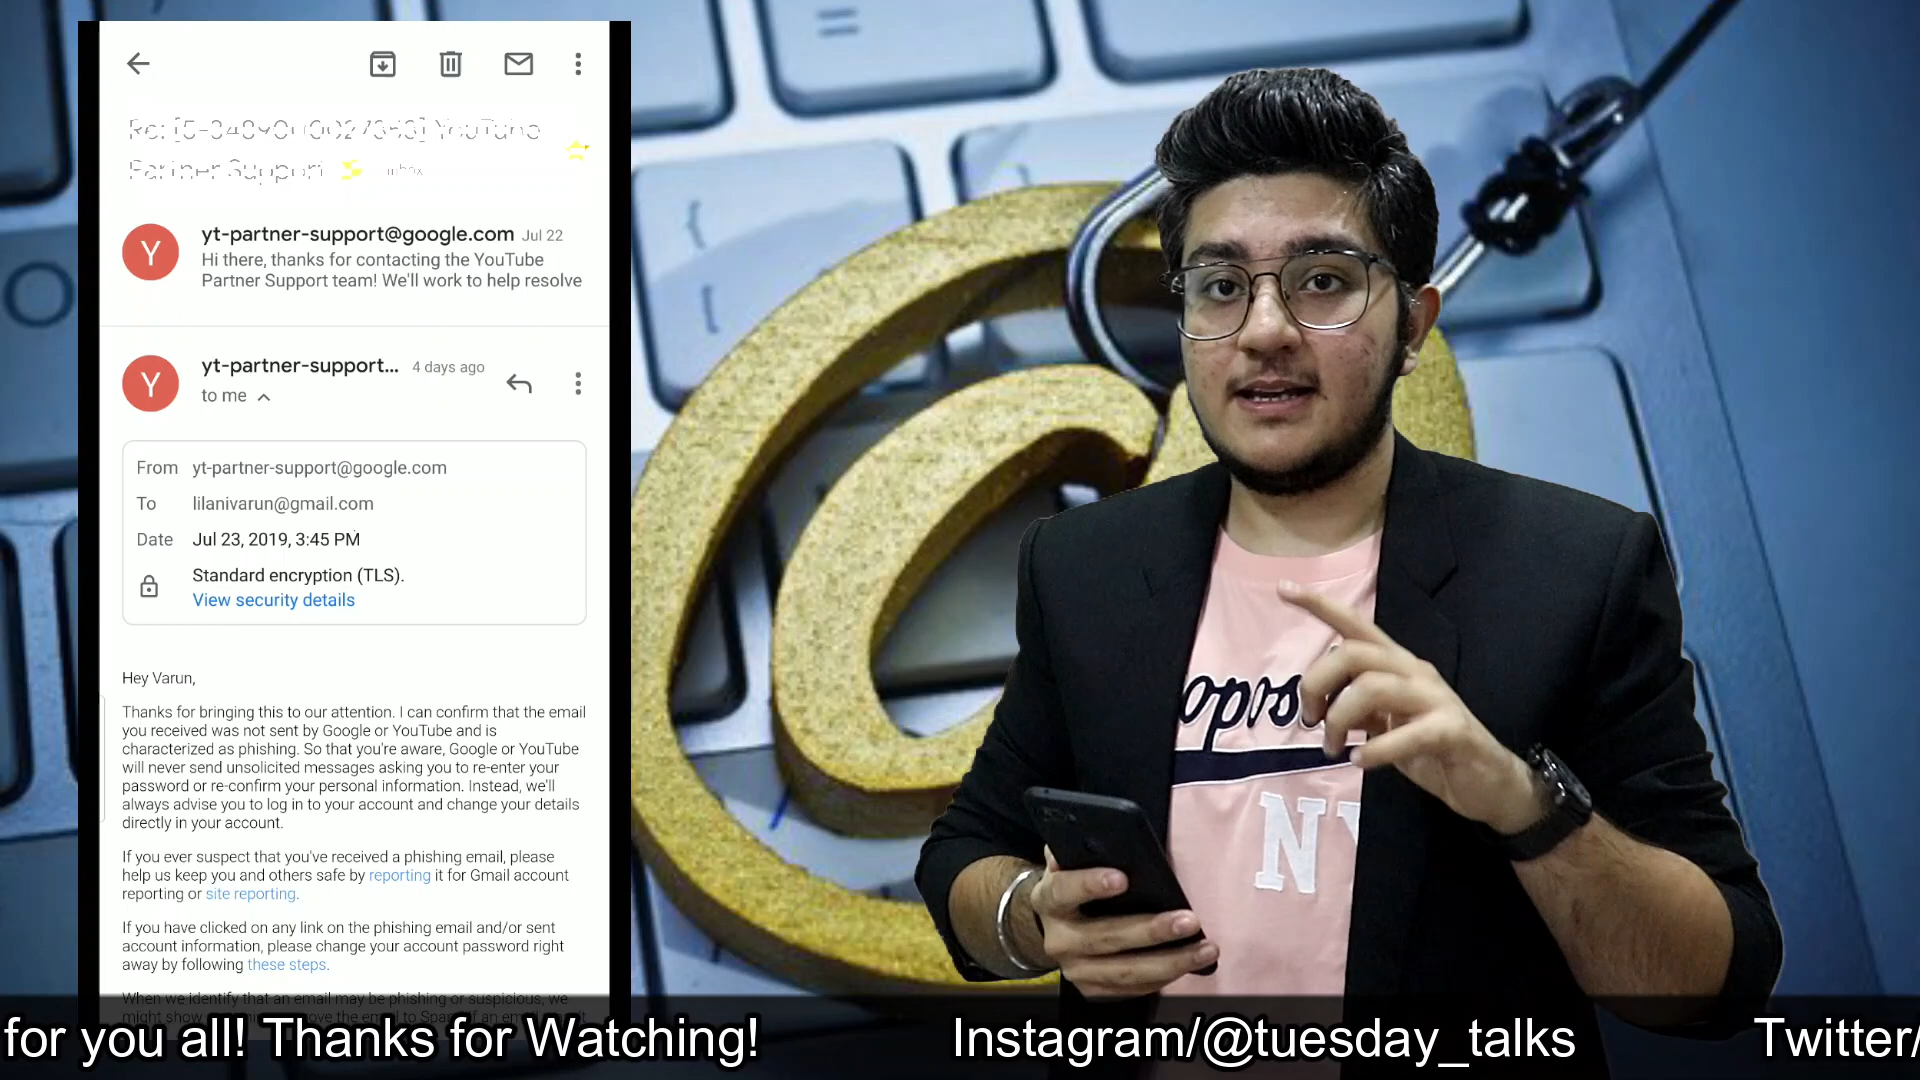 Partner Support
Inbox
yt-partner-support@google.com Jul 22
Hi there, thanks for contacting the YouTube
Partner Support team! We'll work to help resolve
Y
yt-partner-support... 4 days ago
to me
Y
From yt-partner-support@google.com
To lilanivarun@gmail.com
Date Jul 23, 2019, 3:45 PM
Standard encryption (TLS).
View security details
Hey Varun,
Thanks for bringing this to our attention. I can confirm that the email
you received was not sent by Google or YouTube and is
characterized as phishing. So that you're aware, Google or YouTube
will never send unsolicited messages asking you to re-enter your
password or re-confirm your personal information. Instead, we'll
always advise you to log in to your account and change your details
directly in your account.
If you ever suspect that you've received a phishing email, please
help us keep you and others safe by reporting it for Gmail account
reporting or site reporting.
If you have clicked on any link on the phishing email and/or sent
account information, please change your account password right
away by following these steps.
When we identify that an email may be phishing or suspicious, we
might show
NY
for you all! Thanks for Watching! Instagram/@tuesday_talks Twitter/